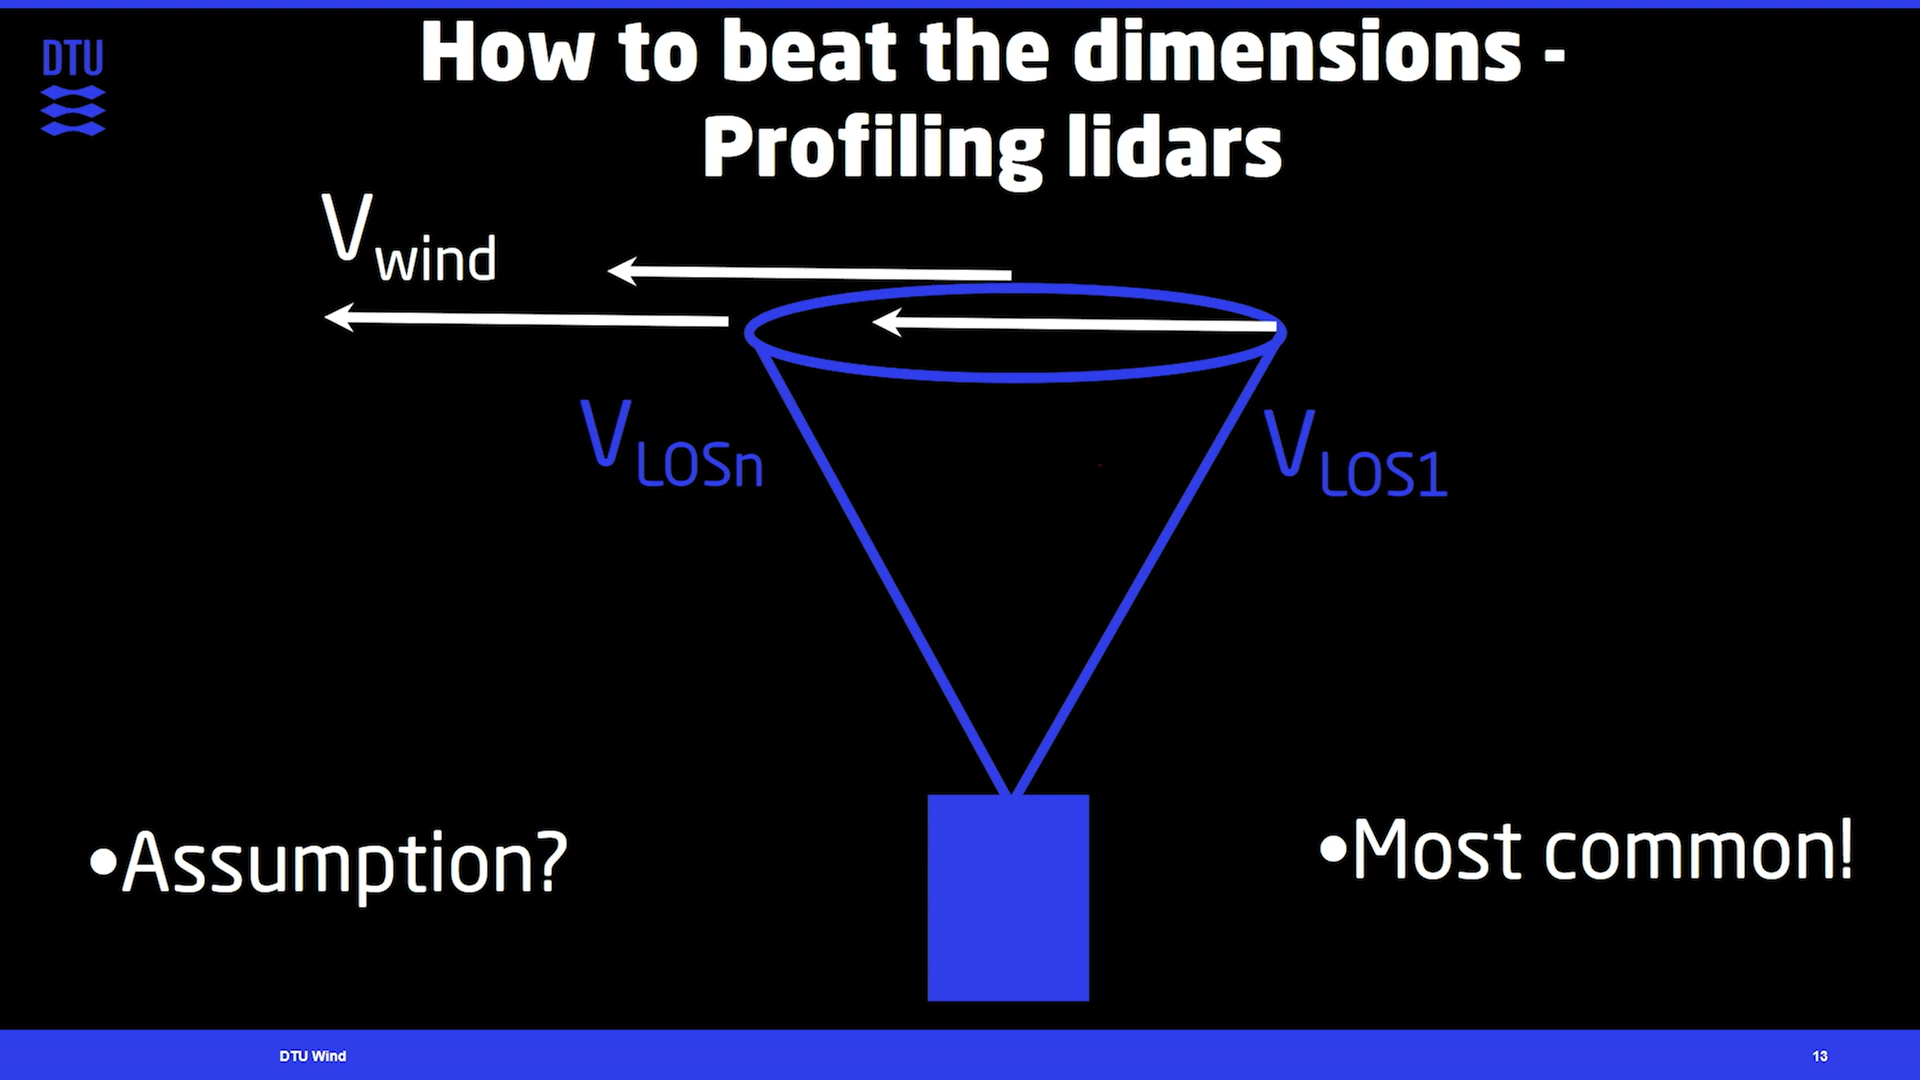 DTU
How to beat the dimensions -
Profiling lidars
Vwind
VLOSn
VLOS1
•Assumption?
•Most common!
DTU Wind
13